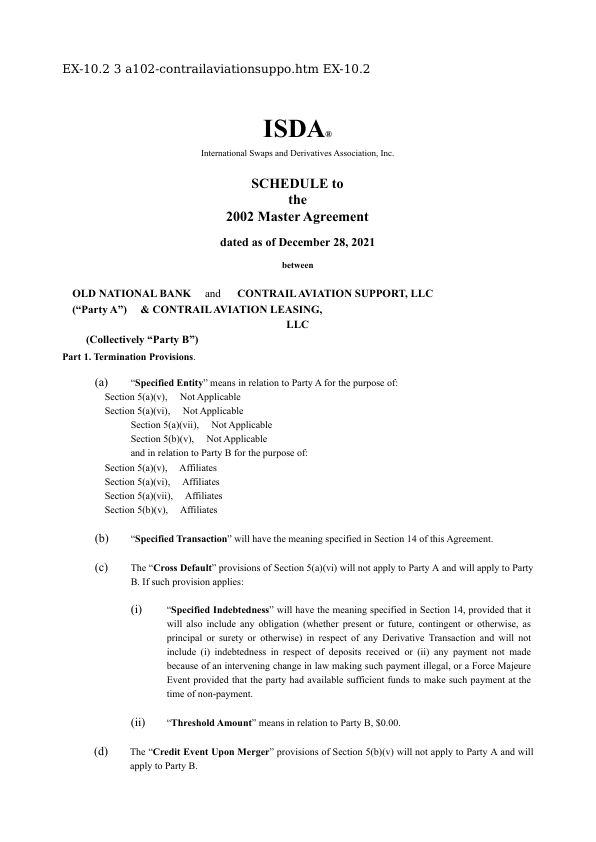 EX-10.2 3 a102-contrailaviationsuppo.htm EX-10.2
ISDA®
International Swaps and Derivatives Association, Inc.
SCHEDULE to
the
2002 Master Agreement
dated as of December 28, 2021
between
OLD NATIONAL BANK and CONTRAIL AVIATION SUPPORT, LLC
(“Party A”) & CONTRAIL AVIATION LEASING,
LLC
(Collectively “Party B”)
Part 1. Termination Provisions.
(a) “Specified Entity” means in relation to Party A for the purpose of:
Section 5(a)(v), Not Applicable
Section 5(a)(vi), Not Applicable
Section 5(a)(vii), Not Applicable
Section 5(b)(v), Not Applicable
and in relation to Party B for the purpose of:
Section 5(a)(v), Affiliates
Section 5(a)(vi), Affiliates
Section 5(a)(vii), Affiliates
Section 5(b)(v), Affiliates
(b) “Specified Transaction” will have the meaning specified in Section 14 of this Agreement.
(c) The “Cross Default” provisions of Section 5(a)(vi) will not apply to Party A and will apply to Party
B. If such provision applies:
(i) “Specified Indebtedness” will have the meaning specified in Section 14, provided that it
will also include any obligation (whether present or future, contingent or otherwise, as
principal or surety or otherwise) in respect of any Derivative Transaction and will not
include (i) indebtedness in respect of deposits received or (ii) any payment not made
because of an intervening change in law making such payment illegal, or a Force Majeure
Event provided that the party had available sufficient funds to make such payment at the
time of non-payment.
(ii) “Threshold Amount” means in relation to Party B, $0.00.
(d) The “Credit Event Upon Merger” provisions of Section 5(b)(v) will not apply to Party A and will
apply to Party B.